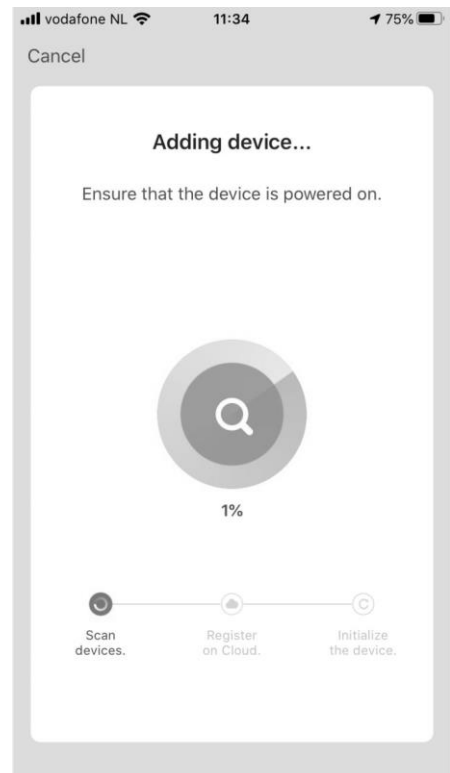 vodafone NL 11:34 75%
Cancel
Adding device...
Ensure that the device is powered on.
1%
Scan Register Initialize
devices. on Cloud. the device.